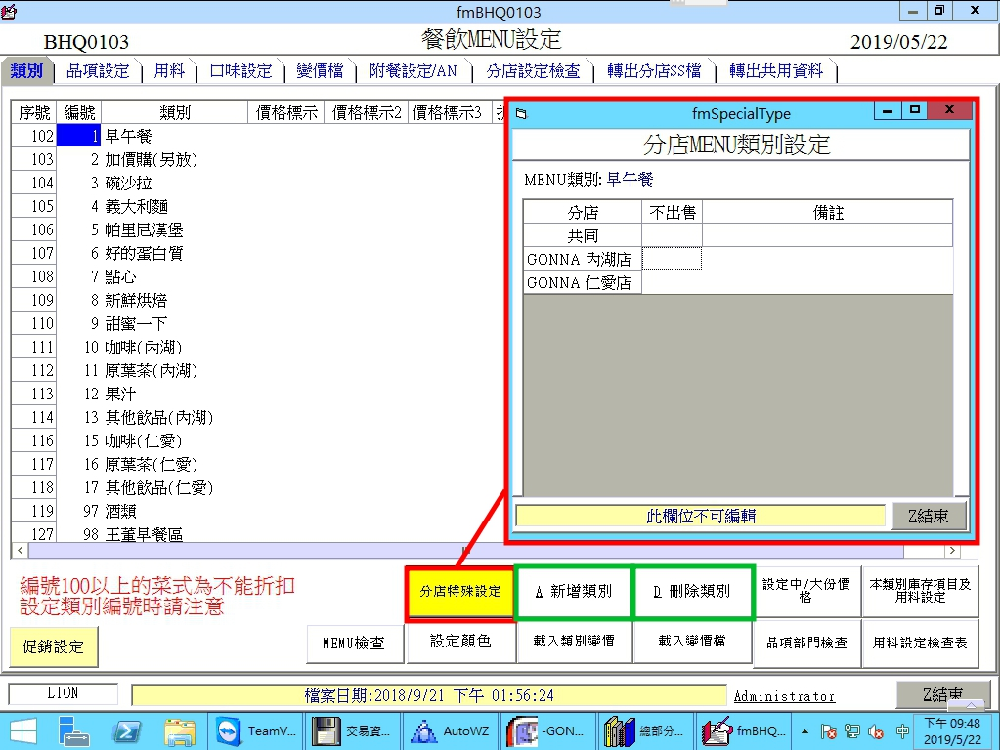 fmBHQ0103
BHQ0103 餐飲MENU設定 2019/05/22
類別 品項設定 用料 口味設定 變價檔 附餐設定/AN 分店設定檢查 轉出分店SS檔 轉出共用資料
序號 編號 類別 價格標示 價格標示2 價格標示3
102 1 早午餐
103 2 加價購(另放)
104 3 碗沙拉
105 4 義大利麵
106 5 帕里尼漢堡
107 6 好的蛋白質
108 7 點心
109 8 新鮮烘焙
110 9 甜蜜一下
111 10 咖啡(內湖)
112 11 原葉茶(內湖)
113 12 果汁
114 13 其他飲品(內湖)
116 15 咖啡(仁愛)
117 16 原葉茶(仁愛)
118 17 其他飲品(仁愛)
119 97 酒類
127 98 王董早餐區
fmSpecialType
分店MENU類別設定
MENU類別: 早午餐
分店 不出售 備註
共同
GONNA 內湖店
GONNA 仁愛店
此欄位不可編輯 Z結束
編號100以上的菜式為不能折扣
設定類別編號時請注意
分店特殊設定 A 新增類別 D 刪除類別 設定中/大份價格 本類別庫存項目及用料設定
促銷設定 MEMU檢查 設定顏色 載入類別變價 載入變價檔 品項部門檢查 用料設定檢查表
LION 檔案日期:2018/9/21 下午 01:56:24 Administrator Z結束
TeamV... 交易資... AutoWZ -GON... 總部分... fmBHQ... 中 下午 09:48
2019/5/22